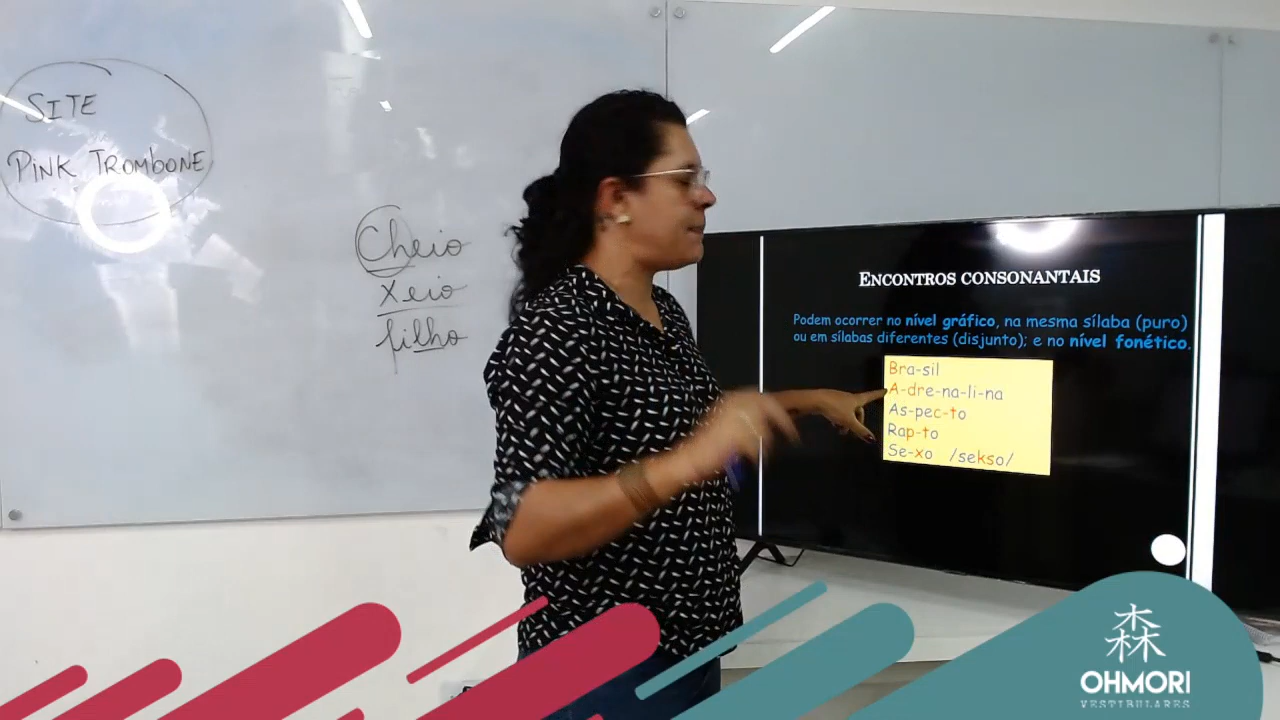 SITE
PINK TROMBONE
Cheio
xeio
filho
ENCONTROS CONSONANTAIS
Podem ocorrer no nível gráfico, na mesma sílaba (puro)
ou em sílabas diferentes (disjunto); e no nível fonético.
Bra-sil
A-dre-na-li-na
As-pec-to
Rap-to
Se-xo /sekso/
森
OHMORI
VESTIBULARES